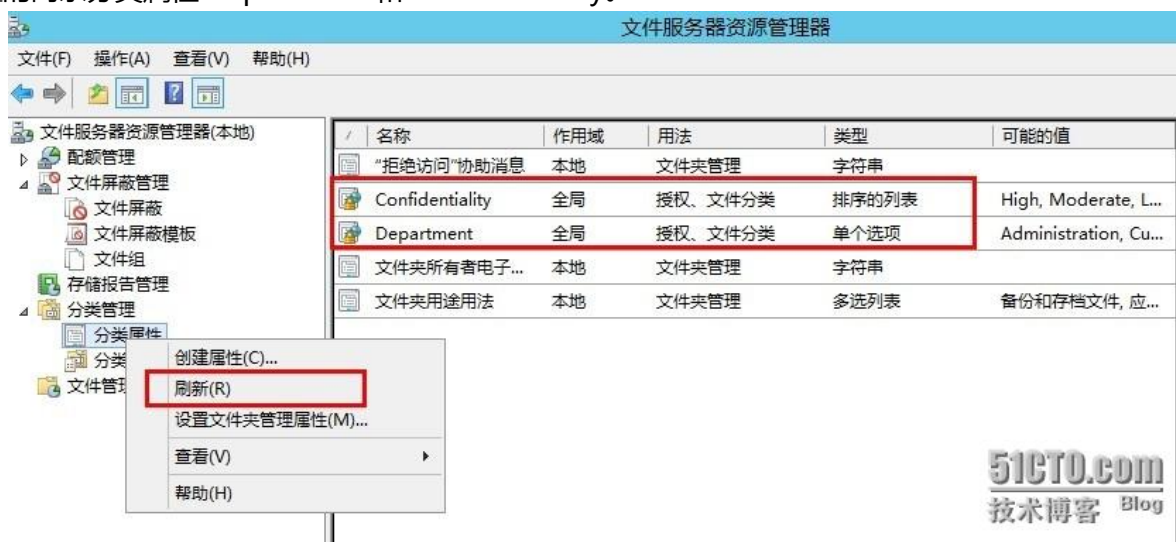 文件服务器资源管理器
文件(F) 操作(A) 查看(V) 帮助(H)
文件服务器资源管理器(本地)
配额管理
文件屏蔽管理
文件屏蔽
文件屏蔽模板
文件组
存储报告管理
分类管理
分类属性
分类
文件管
名称 作用域 用法 类型 可能的值
“拒绝访问”协助消息 本地 文件夹管理 字符串
Confidentiality 全局 授权、文件分类 排序的列表 High, Moderate, L...
Department 全局 授权、文件分类 单个选项 Administration, Cu...
文件夹所有者电子... 本地 文件夹管理 字符串
文件夹用途用法 本地 文件夹管理 多选列表 备份和存档文件, 应...
创建属性(C)...
刷新(R)
设置文件夹管理属性(M)...
查看(V)
帮助(H)
51CTO.com
技术博客 Blog